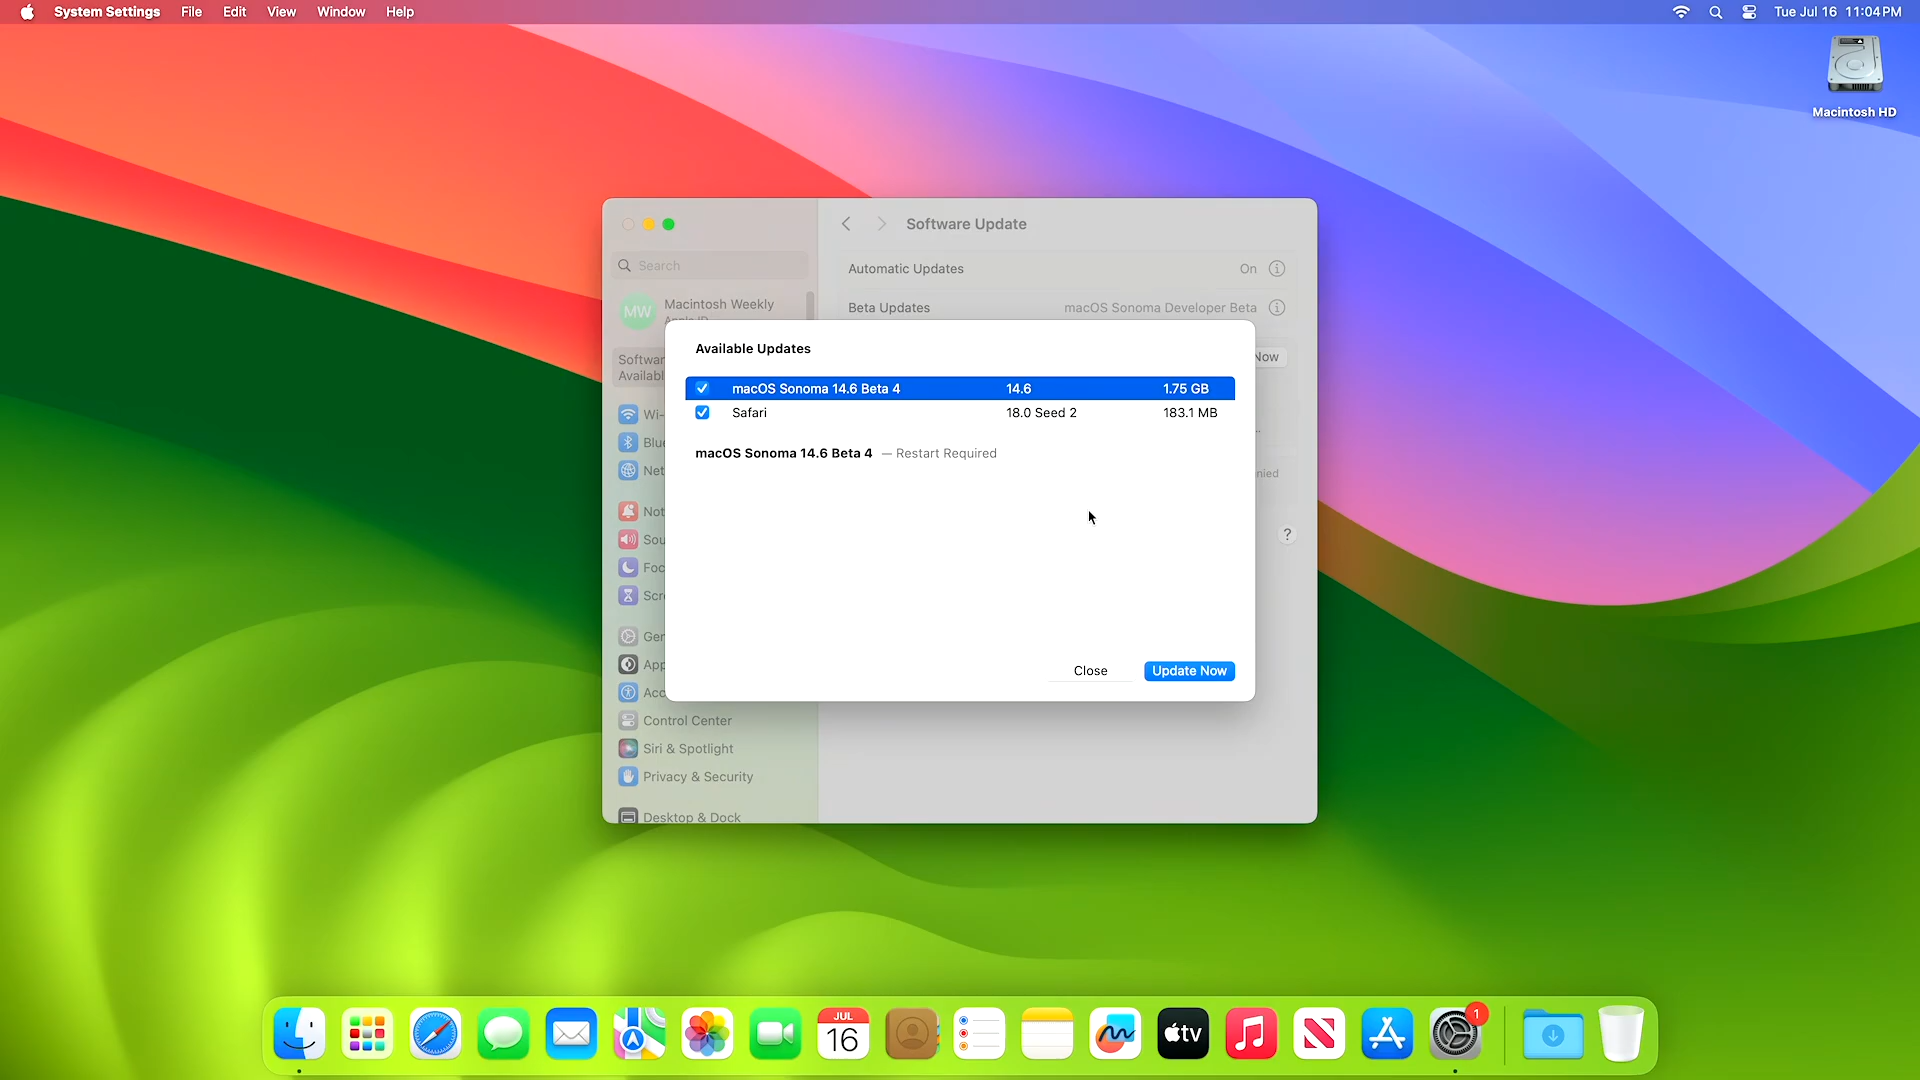 System Settings File Edit View Window Help
Tue Jul 16 11:04 PM
Macintosh HD
Software Update
Search
Automatic Updates On
Macintosh Weekly
MW
Beta Updates macOS Sonoma Developer Beta
Available Updates
Now
macOS Sonoma 14.6 Beta 4 14.6 1.75 GB
Safari 18.0 Seed 2 183.1 MB
macOS Sonoma 14.6 Beta 4 — Restart Required
?
Close Update Now
Control Center
Siri & Spotlight
Privacy & Security
Desktop & Dock
JUL
16
tv
1